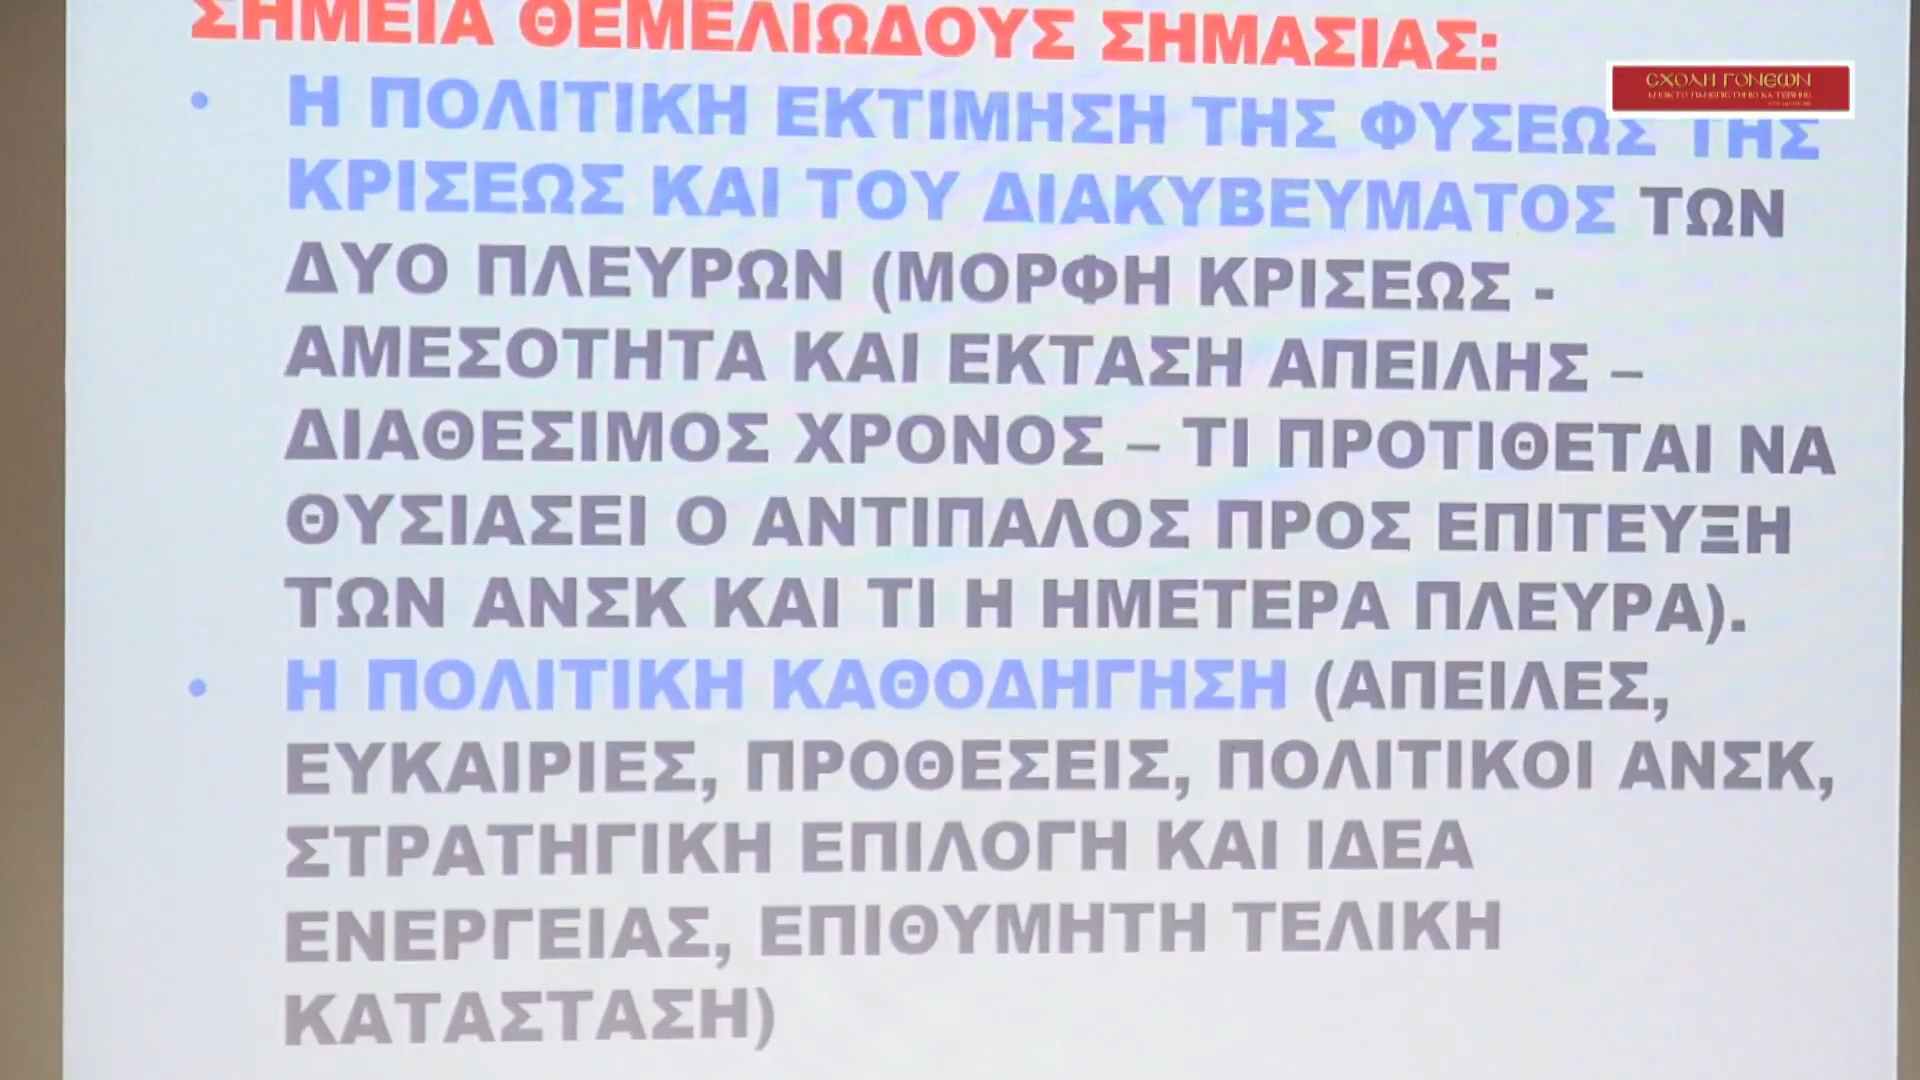 ΣΗΜΕΙΑ ΘΕΜΕΛΙΩΔΟΥΣ ΣΗΜΑΣΙΑΣ:
ΣΧΟΛΗ ΓΟΝΕΩΝ
• Η ΠΟΛΙΤΙΚΗ ΕΚΤΙΜΗΣΗ ΤΗΣ ΦΥΣΕΩΣ ΤΗΣ
ΚΡΙΣΕΩΣ ΚΑΙ ΤΟΥ ΔΙΑΚΥΒΕΥΜΑΤΟΣ ΤΩΝ
ΔΥΟ ΠΛΕΥΡΩΝ (ΜΟΡΦΗ ΚΡΙΣΕΩΣ -
ΑΜΕΣΟΤΗΤΑ ΚΑΙ ΕΚΤΑΣΗ ΑΠΕΙΛΗΣ –
ΔΙΑΘΕΣΙΜΟΣ ΧΡΟΝΟΣ – ΤΙ ΠΡΟΤΙΘΕΤΑΙ ΝΑ
ΘΥΣΙΑΣΕΙ Ο ΑΝΤΙΠΑΛΟΣ ΠΡΟΣ ΕΠΙΤΕΥΞΗ
ΤΩΝ ΑΝΣΚ ΚΑΙ ΤΙ Η ΗΜΕΤΕΡΑ ΠΛΕΥΡΑ).
• Η ΠΟΛΙΤΙΚΗ ΚΑΘΟΔΗΓΗΣΗ (ΑΠΕΙΛΕΣ,
ΕΥΚΑΙΡΙΕΣ, ΠΡΟΘΕΣΕΙΣ, ΠΟΛΙΤΙΚΟΙ ΑΝΣΚ,
ΣΤΡΑΤΗΓΙΚΗ ΕΠΙΛΟΓΗ ΚΑΙ ΙΔΕΑ
ΕΝΕΡΓΕΙΑΣ, ΕΠΙΘΥΜΗΤΗ ΤΕΛΙΚΗ
ΚΑΤΑΣΤΑΣΗ)